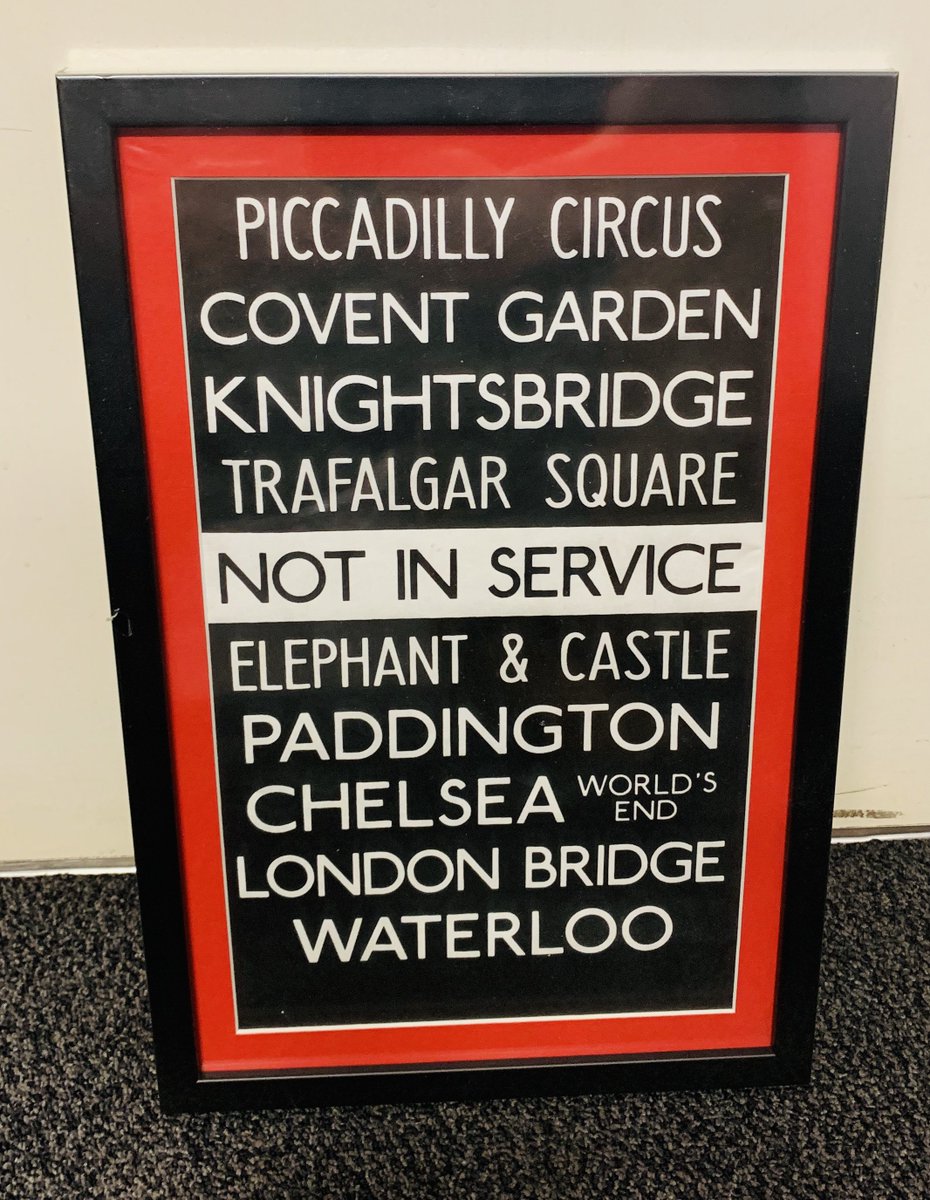 PICCADILLY CIRCUS
COVENT GARDEN
KNIGHTSBRIDGE
TRAFALGAR SQUARE
NOT IN SERVICE
ELEPHANT & CASTLE
PADDINGTON
CHELSEA WORLD'S END
LONDON BRIDGE
WATERLOO